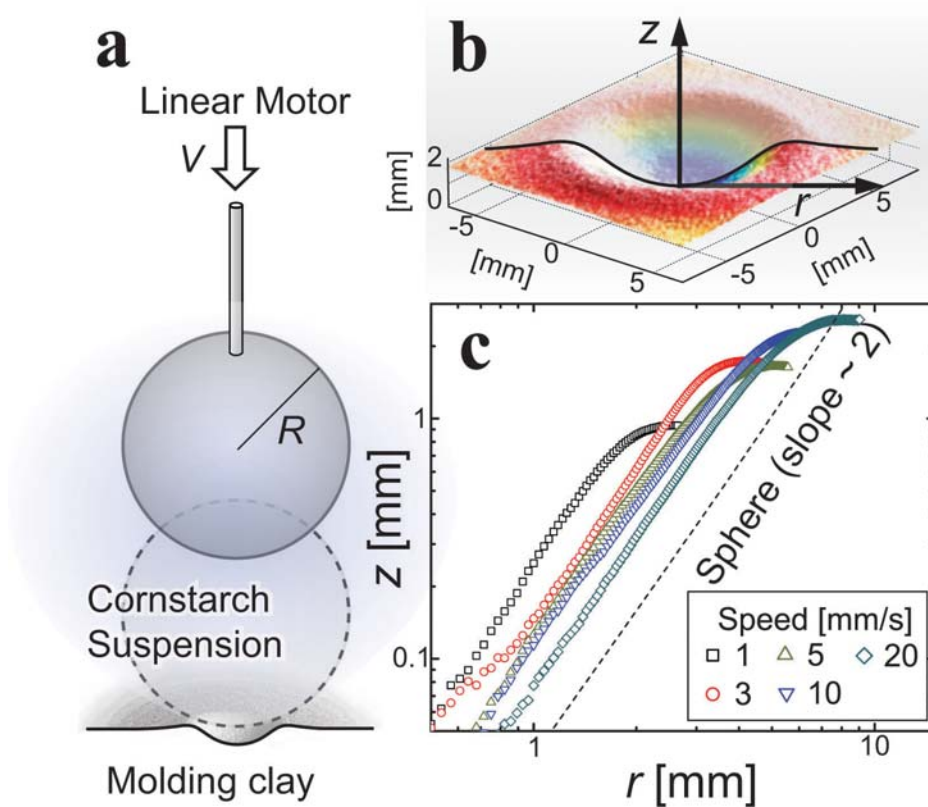 a
Linear Motor
V
R
Cornstarch
Suspension
Molding clay
b
z
2
0
[mm]
-5
0
5
[mm]
r
5
0
-5
[mm]
c
z [mm]
1
0.1
Sphere (slope ~ 2)
Speed [mm/s]
1 5 20
3 10
1 10
r [mm]